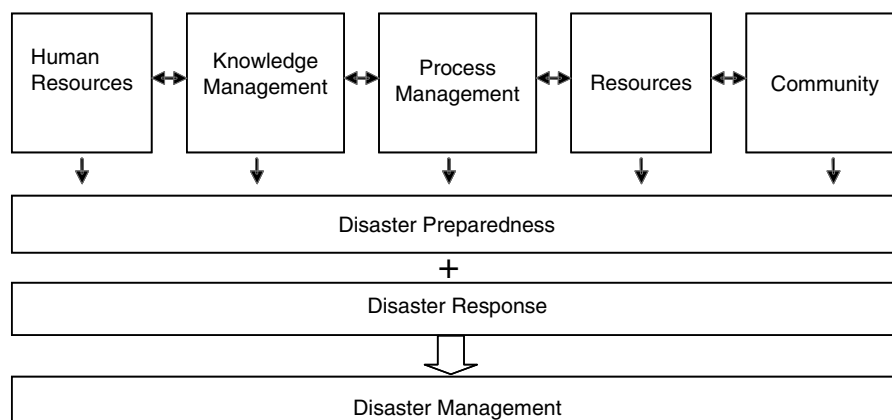 Human
Resources
Knowledge
Management
Process
Management
Resources
Community
Disaster Preparedness
+
Disaster Response
Disaster Management